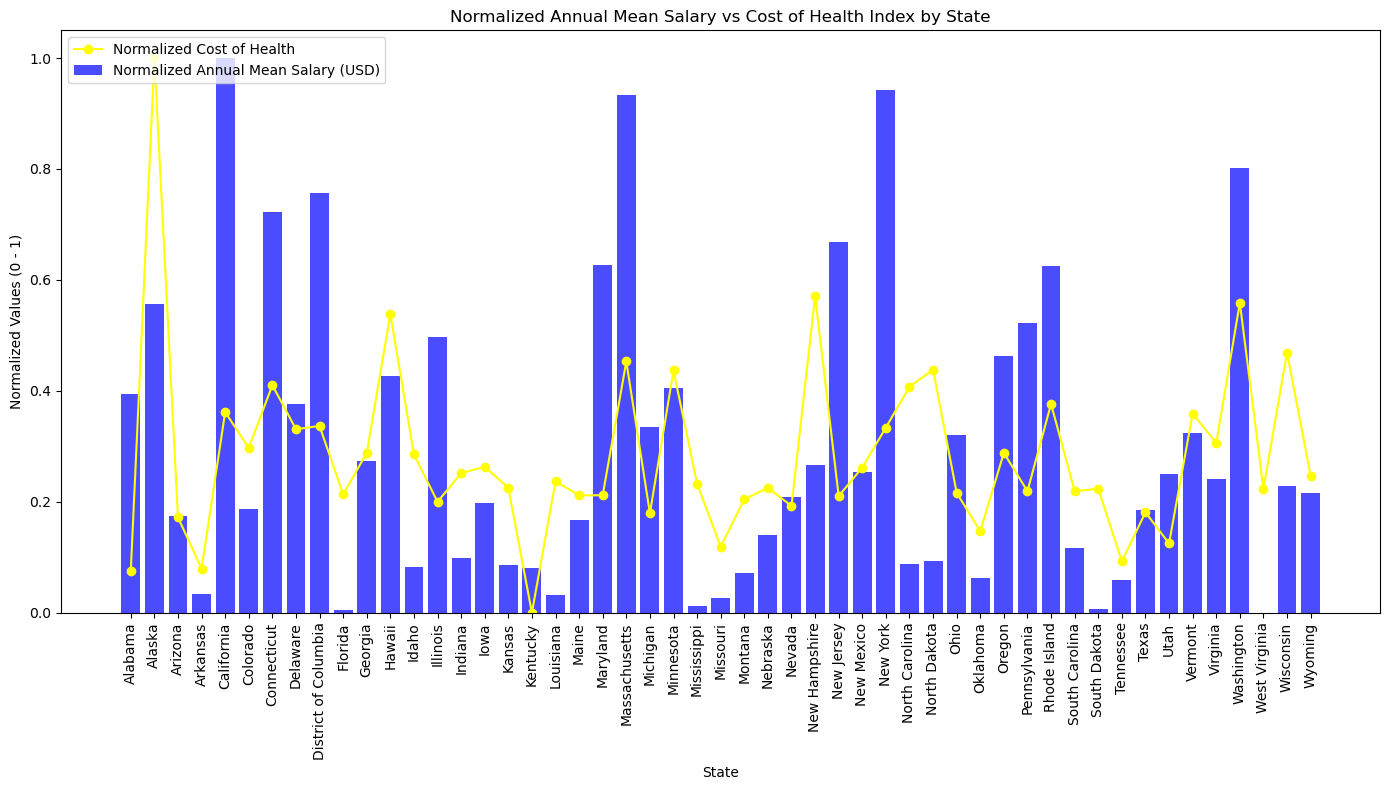 Normalized Annual Mean Salary vs Cost of Health Index by State
Normalized Cost of Health
Normalized Annual Mean Salary (USD)
Normalized Values (0 - 1)
1.0
0.8
0.6
0.4
0.2
0.0
Alabama
Alaska
Arizona
Arkansas
California
Colorado
Connecticut
Delaware
District of Columbia
Florida
Georgia
Hawaii
Idaho
Illinois
Indiana
Iowa
Kansas
Kentucky
Louisiana
Maine
Maryland
Massachusetts
Michigan
Minnesota
Mississippi
Missouri
Montana
Nebraska
Nevada
New Hampshire
New Jersey
New Mexico
New York
North Carolina
North Dakota
Ohio
Oklahoma
Oregon
Pennsylvania
Rhode Island
South Carolina
South Dakota
Tennessee
Texas
Utah
Vermont
Virginia
Washington
West Virginia
Wisconsin
Wyoming
State